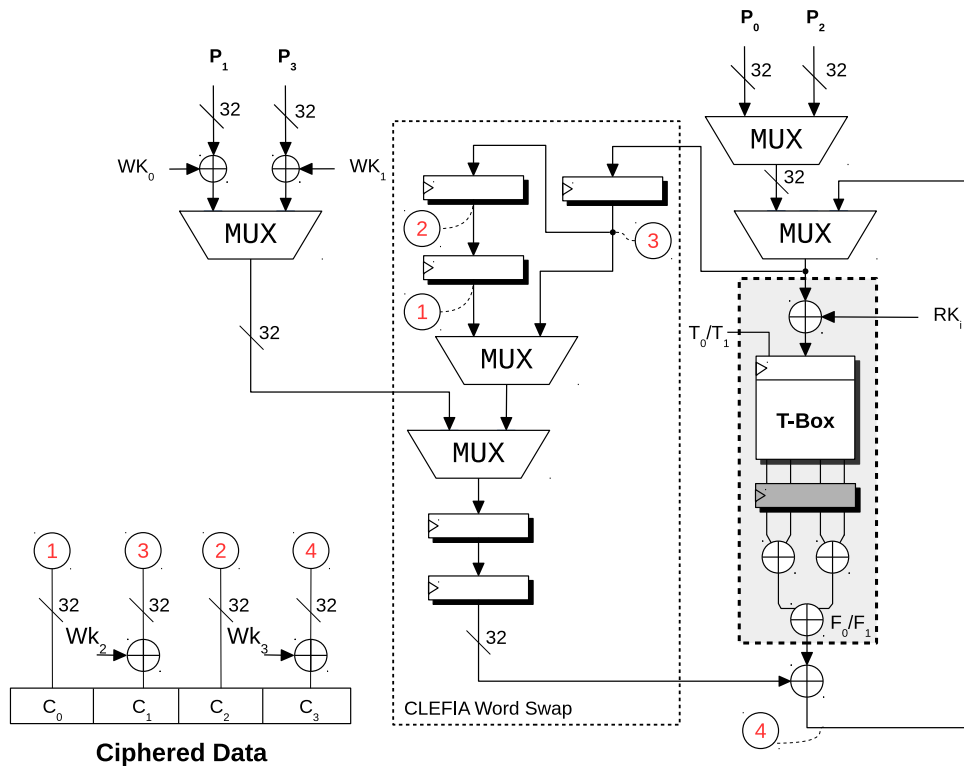 P₀ P₂
P₁ P₃
32 32
32 32
MUX
WK₀ WK₁
32
MUX MUX
2 3
1
RKᵢ
T₀/T₁
32
MUX
T-Box
MUX
1 3 2 4
32 32 32 32
F₀/F₁
Wk₂ Wk₃
32
C₀ C₁ C₂ C₃
CLEFIA Word Swap
4
Ciphered Data